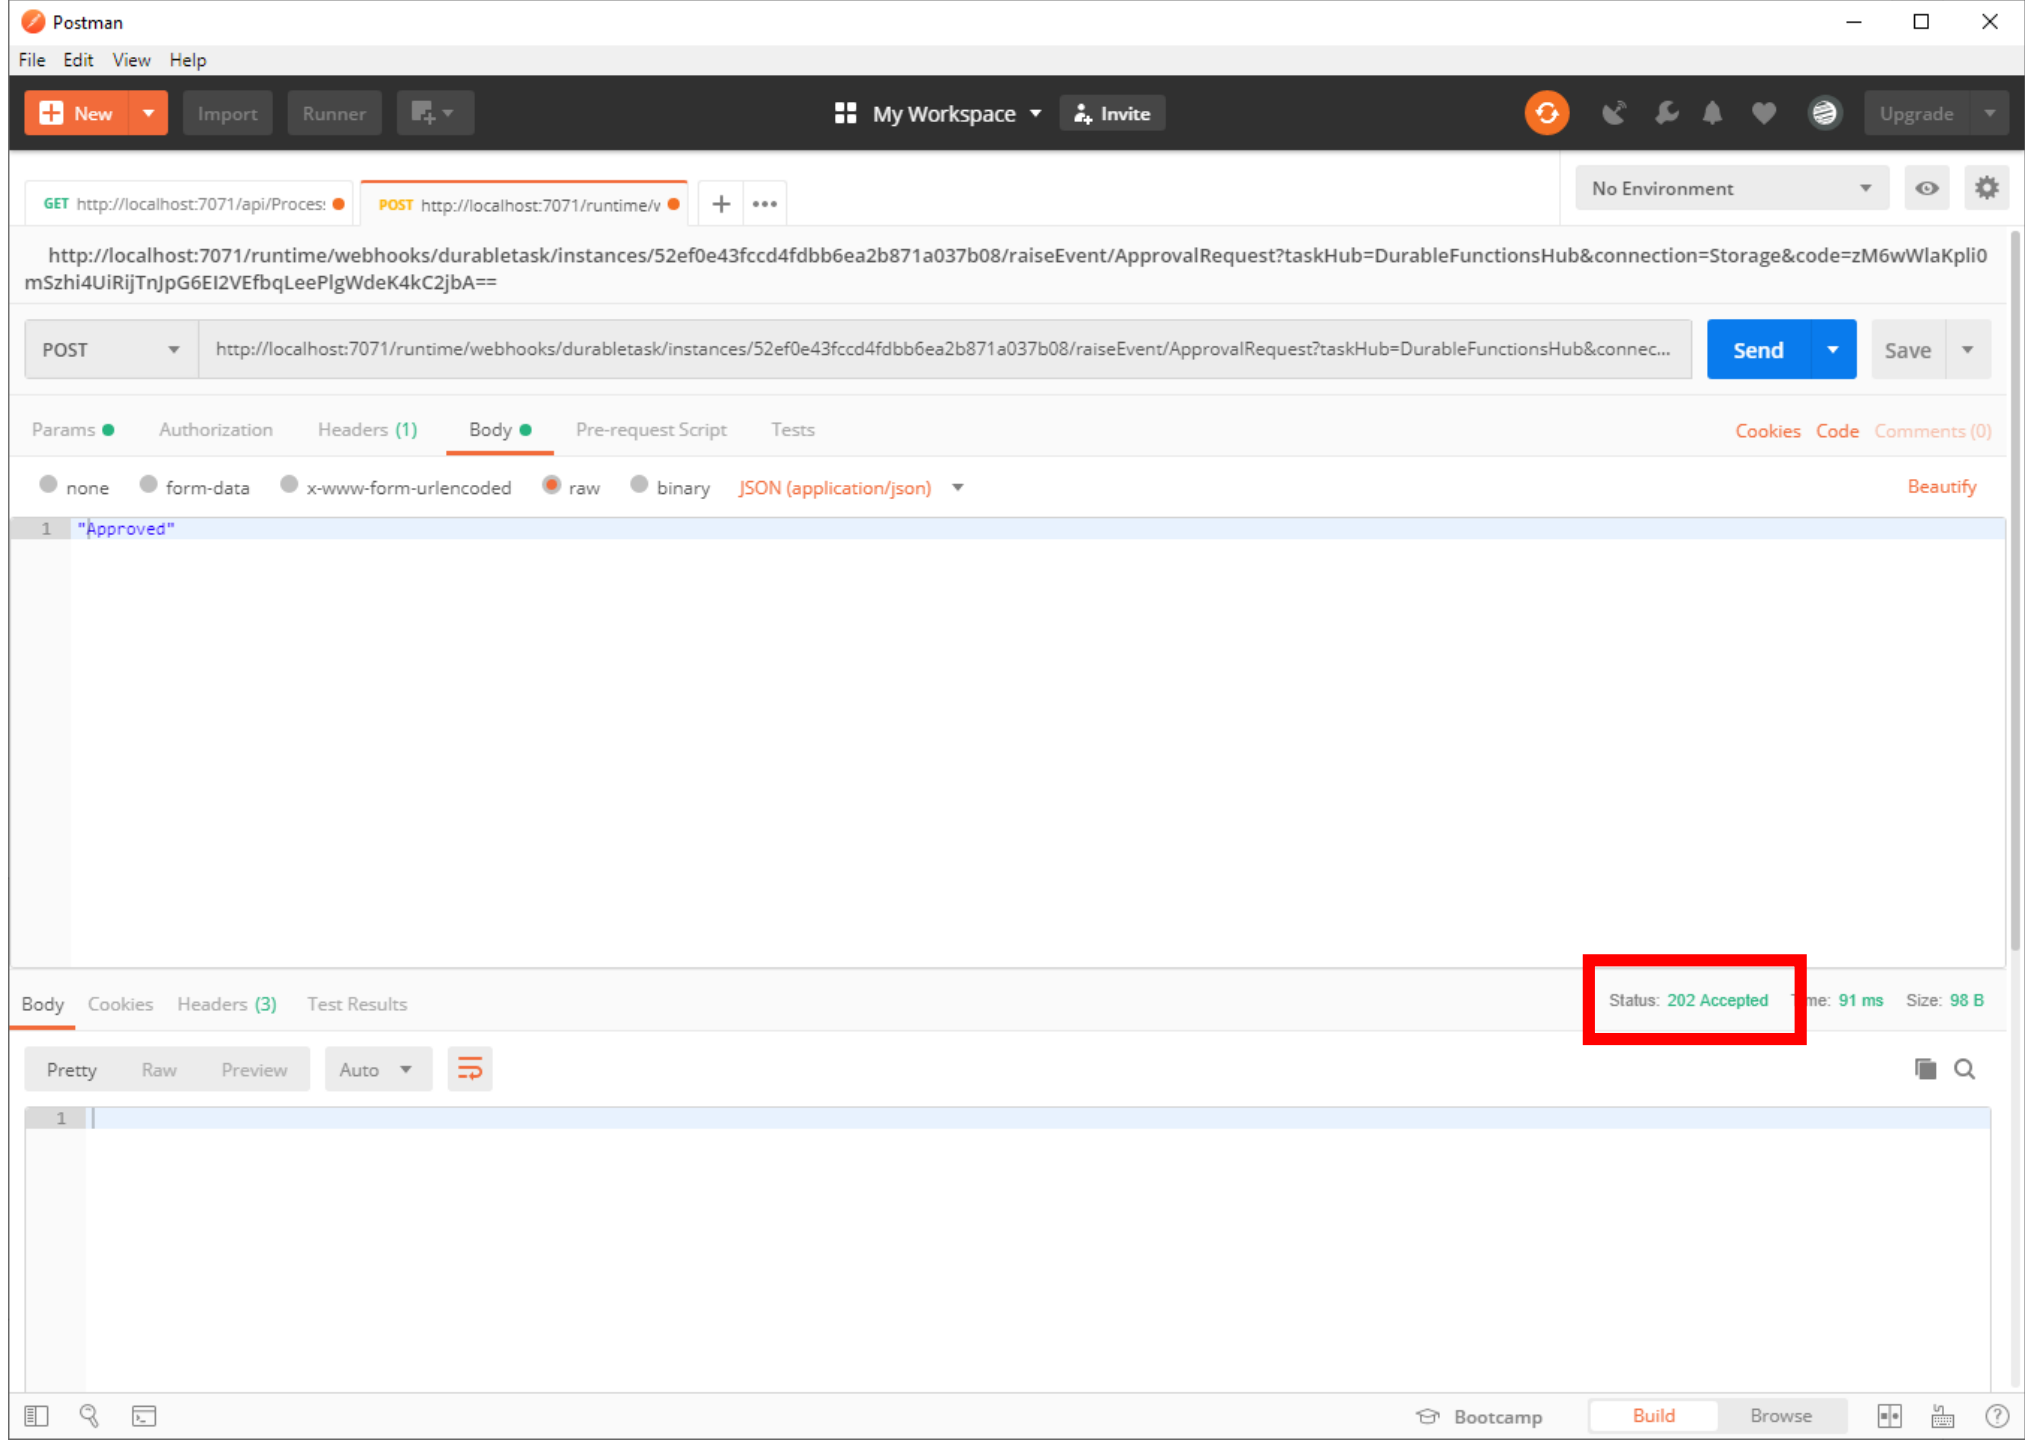 Postman
File Edit View Help
New Import Runner My Workspace Invite Upgrade
GET http://localhost:7071/api/Proces: POST http://localhost:7071/runtime/v + ••• No Environment
http://localhost:7071/runtime/webhooks/durabletask/instances/52ef0e43fccd4fdbb6ea2b871a037b08/raiseEvent/ApprovalRequest?taskHub=DurableFunctionsHub&connection=Storage&code=zM6wWlaKpli0
mSzhi4UiRijTnJpG6EI2VEfbqLeePlgWdeK4kC2jbA==
POST http://localhost:7071/runtime/webhooks/durabletask/instances/52ef0e43fccd4fdbb6ea2b871a037b08/raiseEvent/ApprovalRequest?taskHub=DurableFunctionsHub&connec... Send Save
Params Authorization Headers (1) Body Pre-request Script Tests Cookies Code Comments (0)
none form-data x-www-form-urlencoded raw binary JSON (application/json) Beautify
1 "Approved"
Body Cookies Headers (3) Test Results Status: 202 Accepted me: 91 ms Size: 98 B
Pretty Raw Preview Auto
1
Bootcamp Build Browse